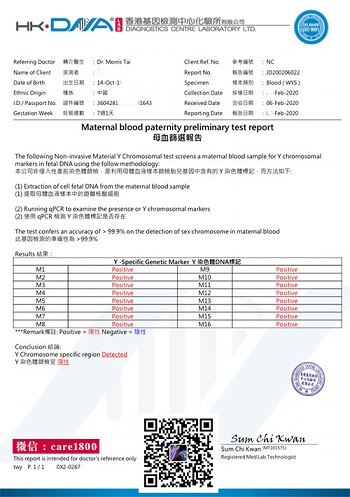 HK·DNA LAB 香港基因檢測中心化驗所有限公司
DIAGNOSTICS CENTRE LABORATORY LTD.
Referring Doctor 轉介醫生 : Dr. Morris Tai Client Ref. No. 參考編號 : NC
Name of Client 受測者 : Report No. 報告編號 : JD200206022
Date of Birth 出生日期 : 14-Oct-1 Specimen 樣本類別 : Blood ( WYS )
Ethnic Origin 種族 : 中國 Collection Date 採樣日期 : -Feb-2020
I.D./ Passport No. 證件號碼 : 3604281 1643 Received Date 交收日期 : 06-Feb-2020
Gestation Week 妊娠週數 : 7週1天 Reporting Date 報告日期 : -Feb-2020
Maternal blood paternity preliminary test report
母血篩選報告
The following Non-invasive Material Y Chromosomal test screens a maternal blood sample for Y chromosomal
markers in fetal DNA using the follow methodology:
本公司非侵入性產前染色體篩檢，是利用母體血液樣本篩檢胎兒基因中含有的 Y 染色體標記，而方法如下:
(1) Extraction of cell fetal DNA from the maternal blood sample
(1) 提取母體血液樣本中的遊離核酸細胞
(2) Running qPCR to examine the presence or Y chromosomal markers
(2) 使用 qPCR 檢測 Y 染色體標記是否存在
The test confers an accuracy of > 99.9% on the detection of sex chromosome in maternal blood
此基因檢測的準確性為 >99.9%
Results 結果 :
Y -Specific Genetic Marker Y 染色體DNA標記
M1 Positive M9 Positive
M2 Positive M10 Positive
M3 Positive M11 Positive
M4 Positive M12 Positive
M5 Positive M13 Positive
M6 Positive M14 Positive
M7 Positive M15 Positive
M8 Positive M16 Positive
***Remark備註: Positive = 陽性 Negative = 陰性
Conclusion 結論:
Y Chromosome specific region Detected
Y 染色體篩檢呈 陽性
微信：care1800
This report is intended for doctor's reference only
twy P. 1 / 1 DX2-0267
Sum Chi Kwan
Sum Chi Kwan (MT101575)
Registered Med Lab Technologist